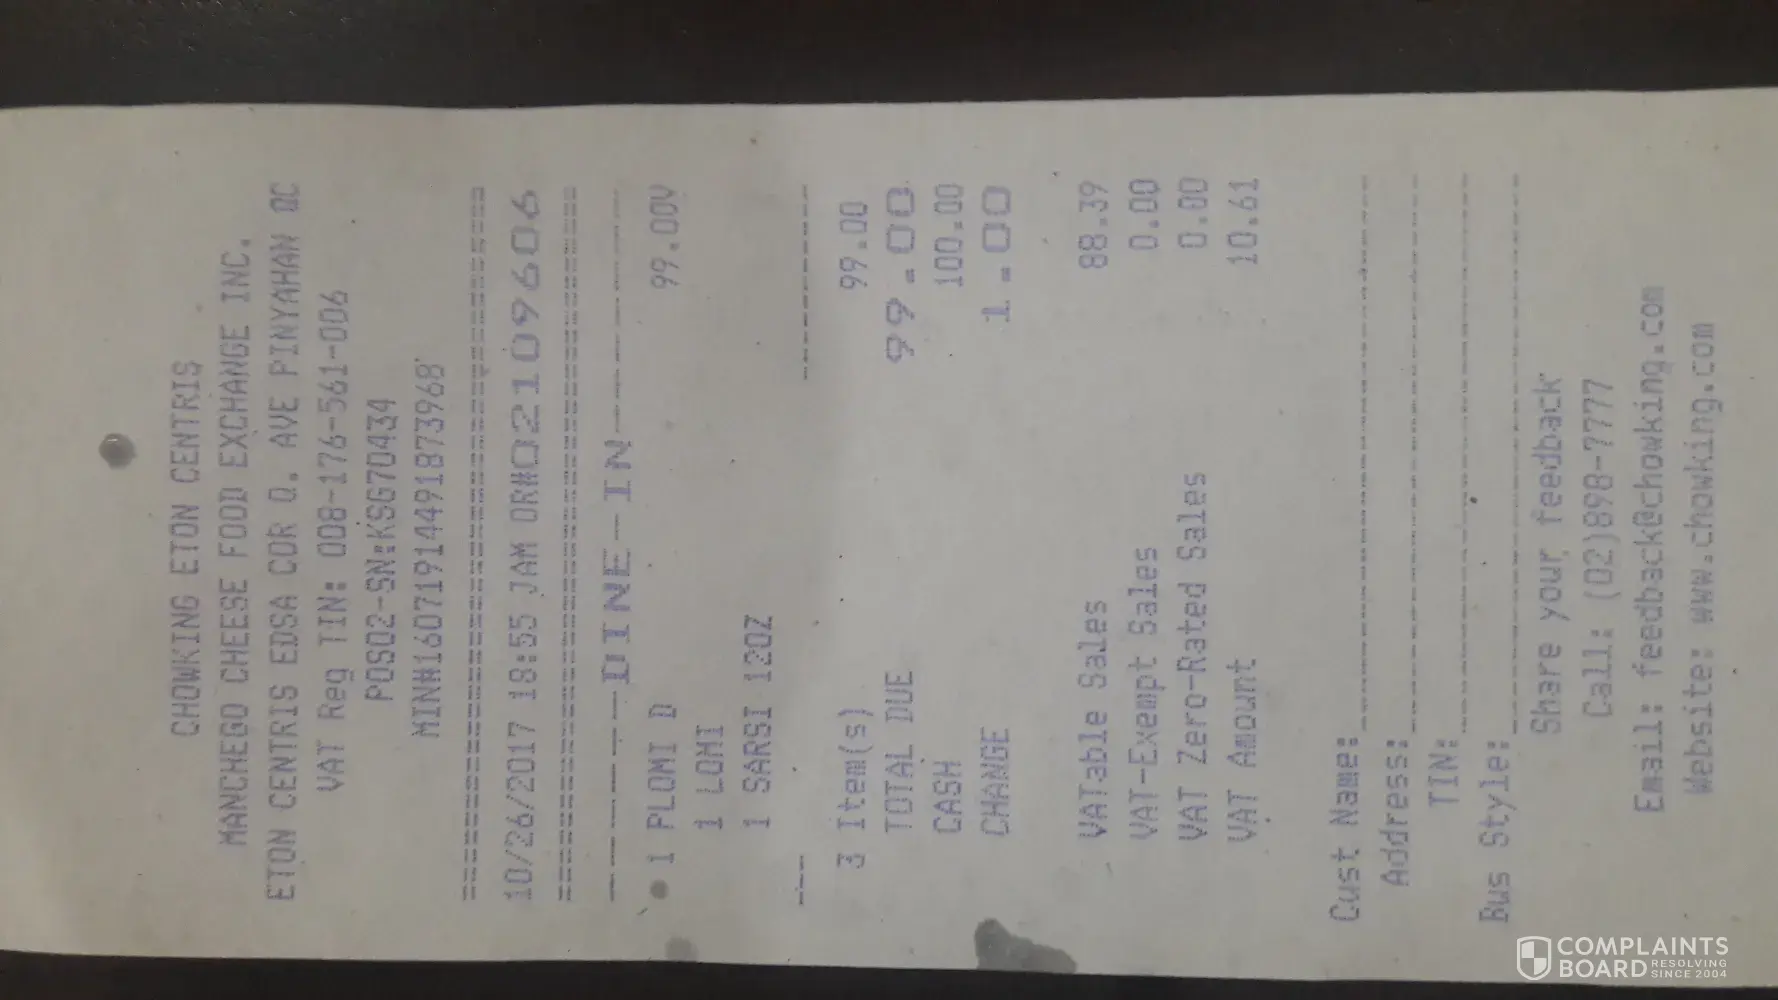 CHOWKING ETON CENTRIS
MANCHEGO CHEESE FOOD EXCHANGE INC.
ETON CENTRIS EDSA COR Q. AVE PINYAHAN QC
VAT Reg TIN: 008-176-561-006
POS02-SN:KSG70434
MIN#16071914491873968
========================================
10/26/2017 18:55 JAM OR#02109606
========================================
------DINE-IN-------
1 PLOMI D 99.00V
1 LOMI
1 SARSI 12OZ
3 Item(s) 99.00
TOTAL DUE 99.00
CASH 100.00
CHANGE 1.00
VATable Sales 88.39
VAT-Exempt Sales 0.00
VAT Zero-Rated Sales 0.00
VAT Amount 10.61
Cust Name:
Address:
TIN:
Bus Style:
Share your feedback
Call: (02)898-7777
Email: feedback@chowking.com
Website: www.chowking.com
COMPLAINTS
BOARD RESOLVING SINCE 2004